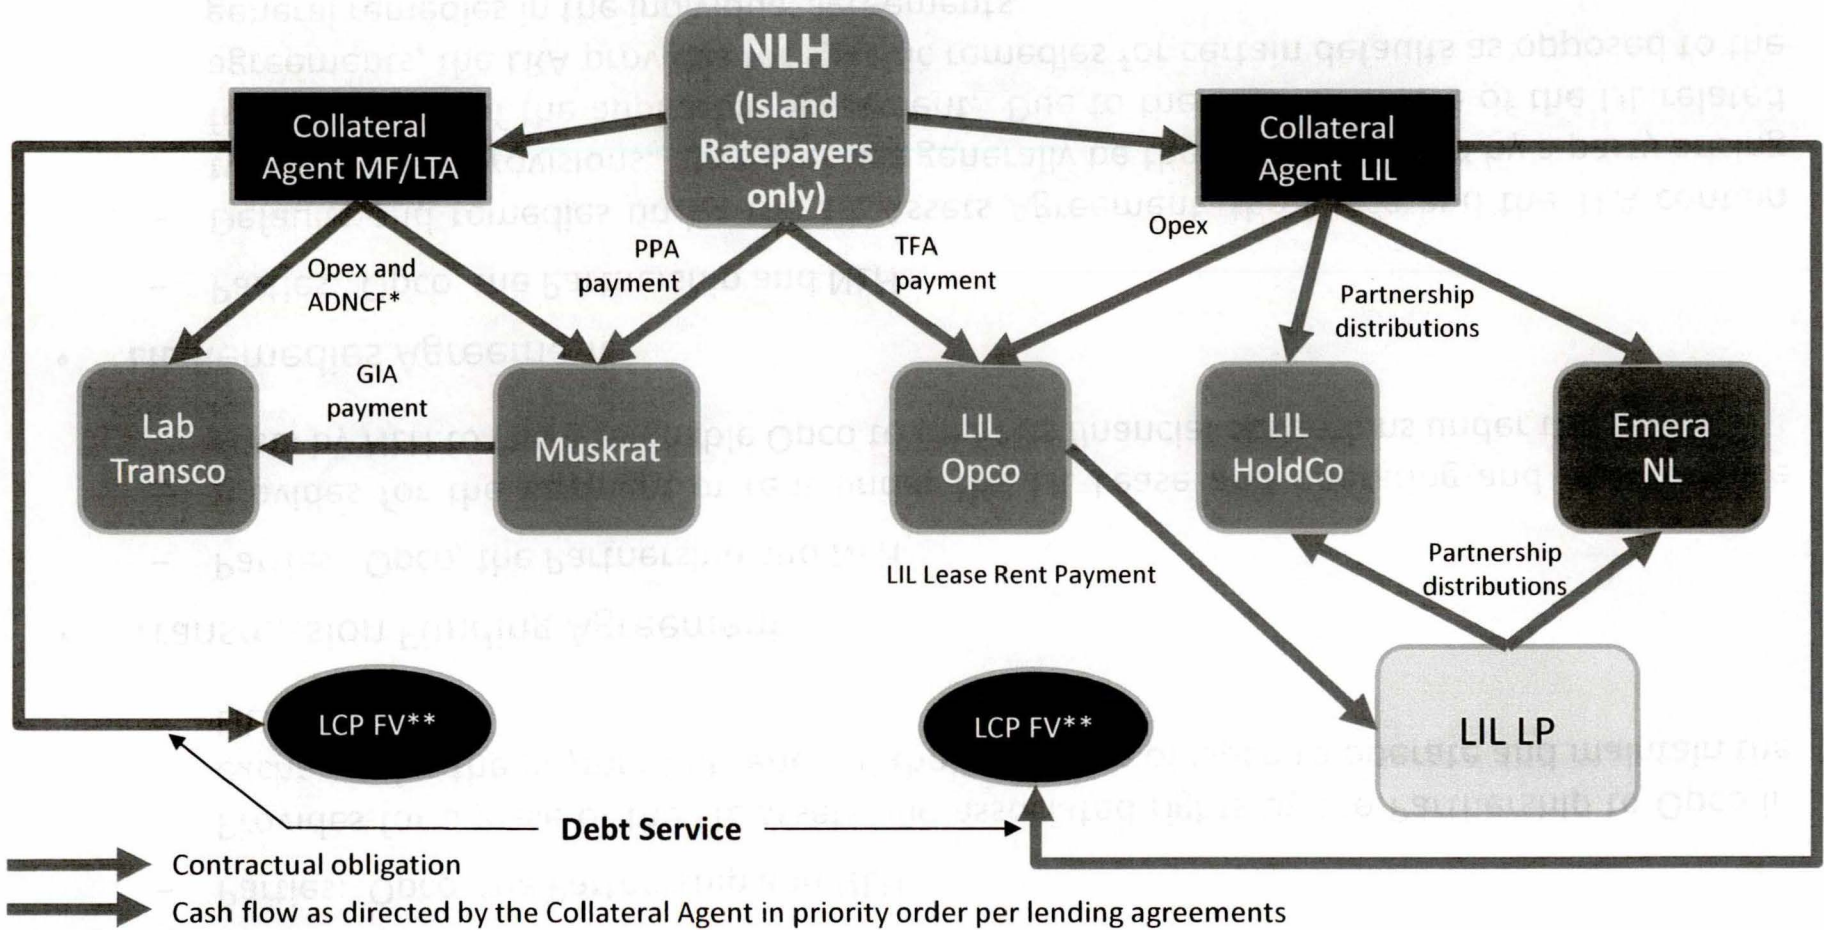 NLH
(Island
Ratepayers
only)
Collateral
Agent MF/LTA
Collateral
Agent LIL
Opex and
ADNCF*
PPA
payment
TFA
payment
Opex
Partnership
distributions
GIA
payment
Lab
Transco
Muskrat
LIL
Opco
LIL
HoldCo
Emera
NL
LIL Lease Rent Payment
Partnership
distributions
LCP FV**
LCP FV**
LIL LP
Debt Service
Contractual obligation
Cash flow as directed by the Collateral Agent in priority order per lending agreements